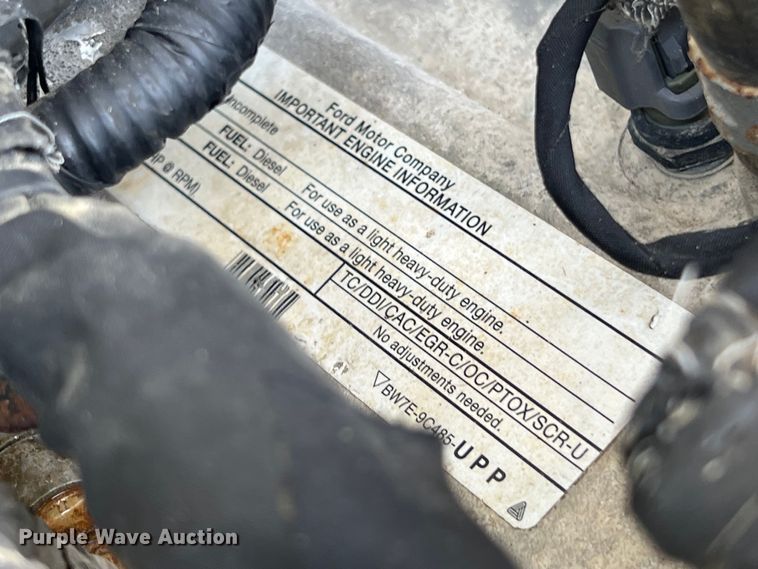 Ford Motor Company
IMPORTANT ENGINE INFORMATION
Incomplete
FUEL: Diesel For use as a light heavy-duty engine.
FUEL: Diesel For use as a light heavy-duty engine.
@ RPM) TC/DDI/CAC/EGR-C/OC/PTOX/SCR-U
No adjustments needed.
BW7E-9C485-UPP
Purple Wave Auction